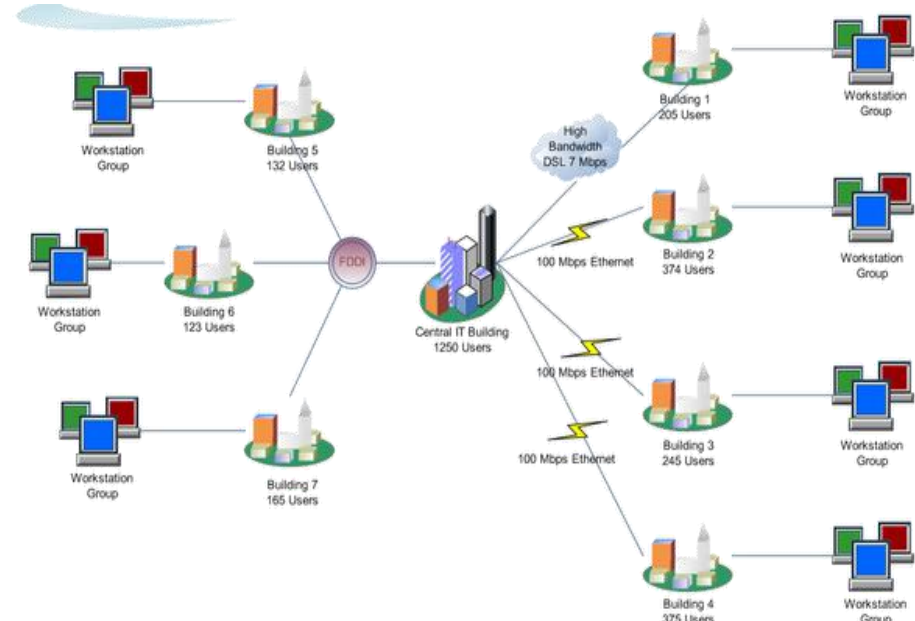 Building 1
205 Users
Workstation
Group
High
Bandwidth
DSL 7 Mbps
Building 5
132 Users
Workstation
Group
Building 2
374 Users
100 Mbps Ethernet
Workstation
Group
FDDI
Building 6
123 Users
Workstation
Group
Central IT Building
1250 Users
100 Mbps Ethernet
Building 3
245 Users
Workstation
Group
100 Mbps Ethernet
Building 7
165 Users
Workstation
Group
Building 4
375 Users
Workstation
Group